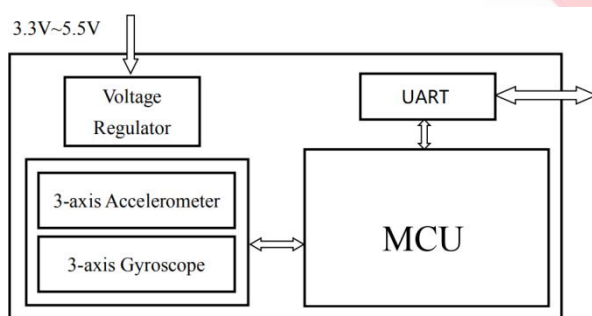 3.3V~5.5V
Voltage
Regulator
UART
3-axis Accelerometer
3-axis Gyroscope
MCU